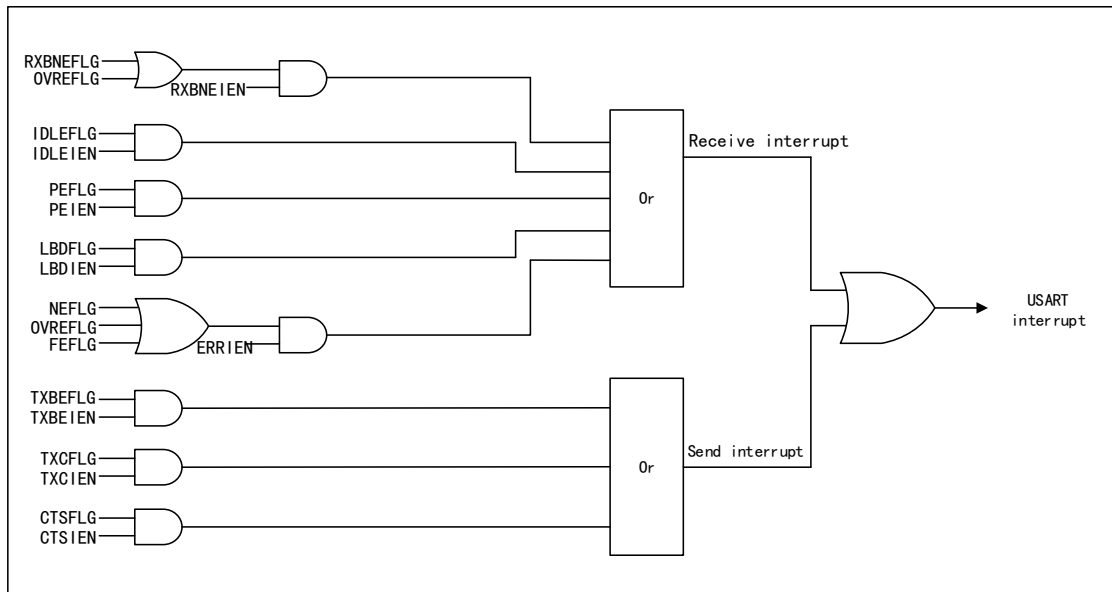 RXBNEFLG
OVREFLG
RXBNEIEN
IDLEFLG
IDLEIEN
PEFLG
PEIEN
LBDFLG
LBDIEN
NEFLG
OVREFLG
FEFLG
ERRIEN
Or
Receive interrupt
TXBEFLG
TXBEIEN
TXCFLG
TXCIEN
CTSFLG
CTSIEN
Or
Send interrupt
USART
interrupt